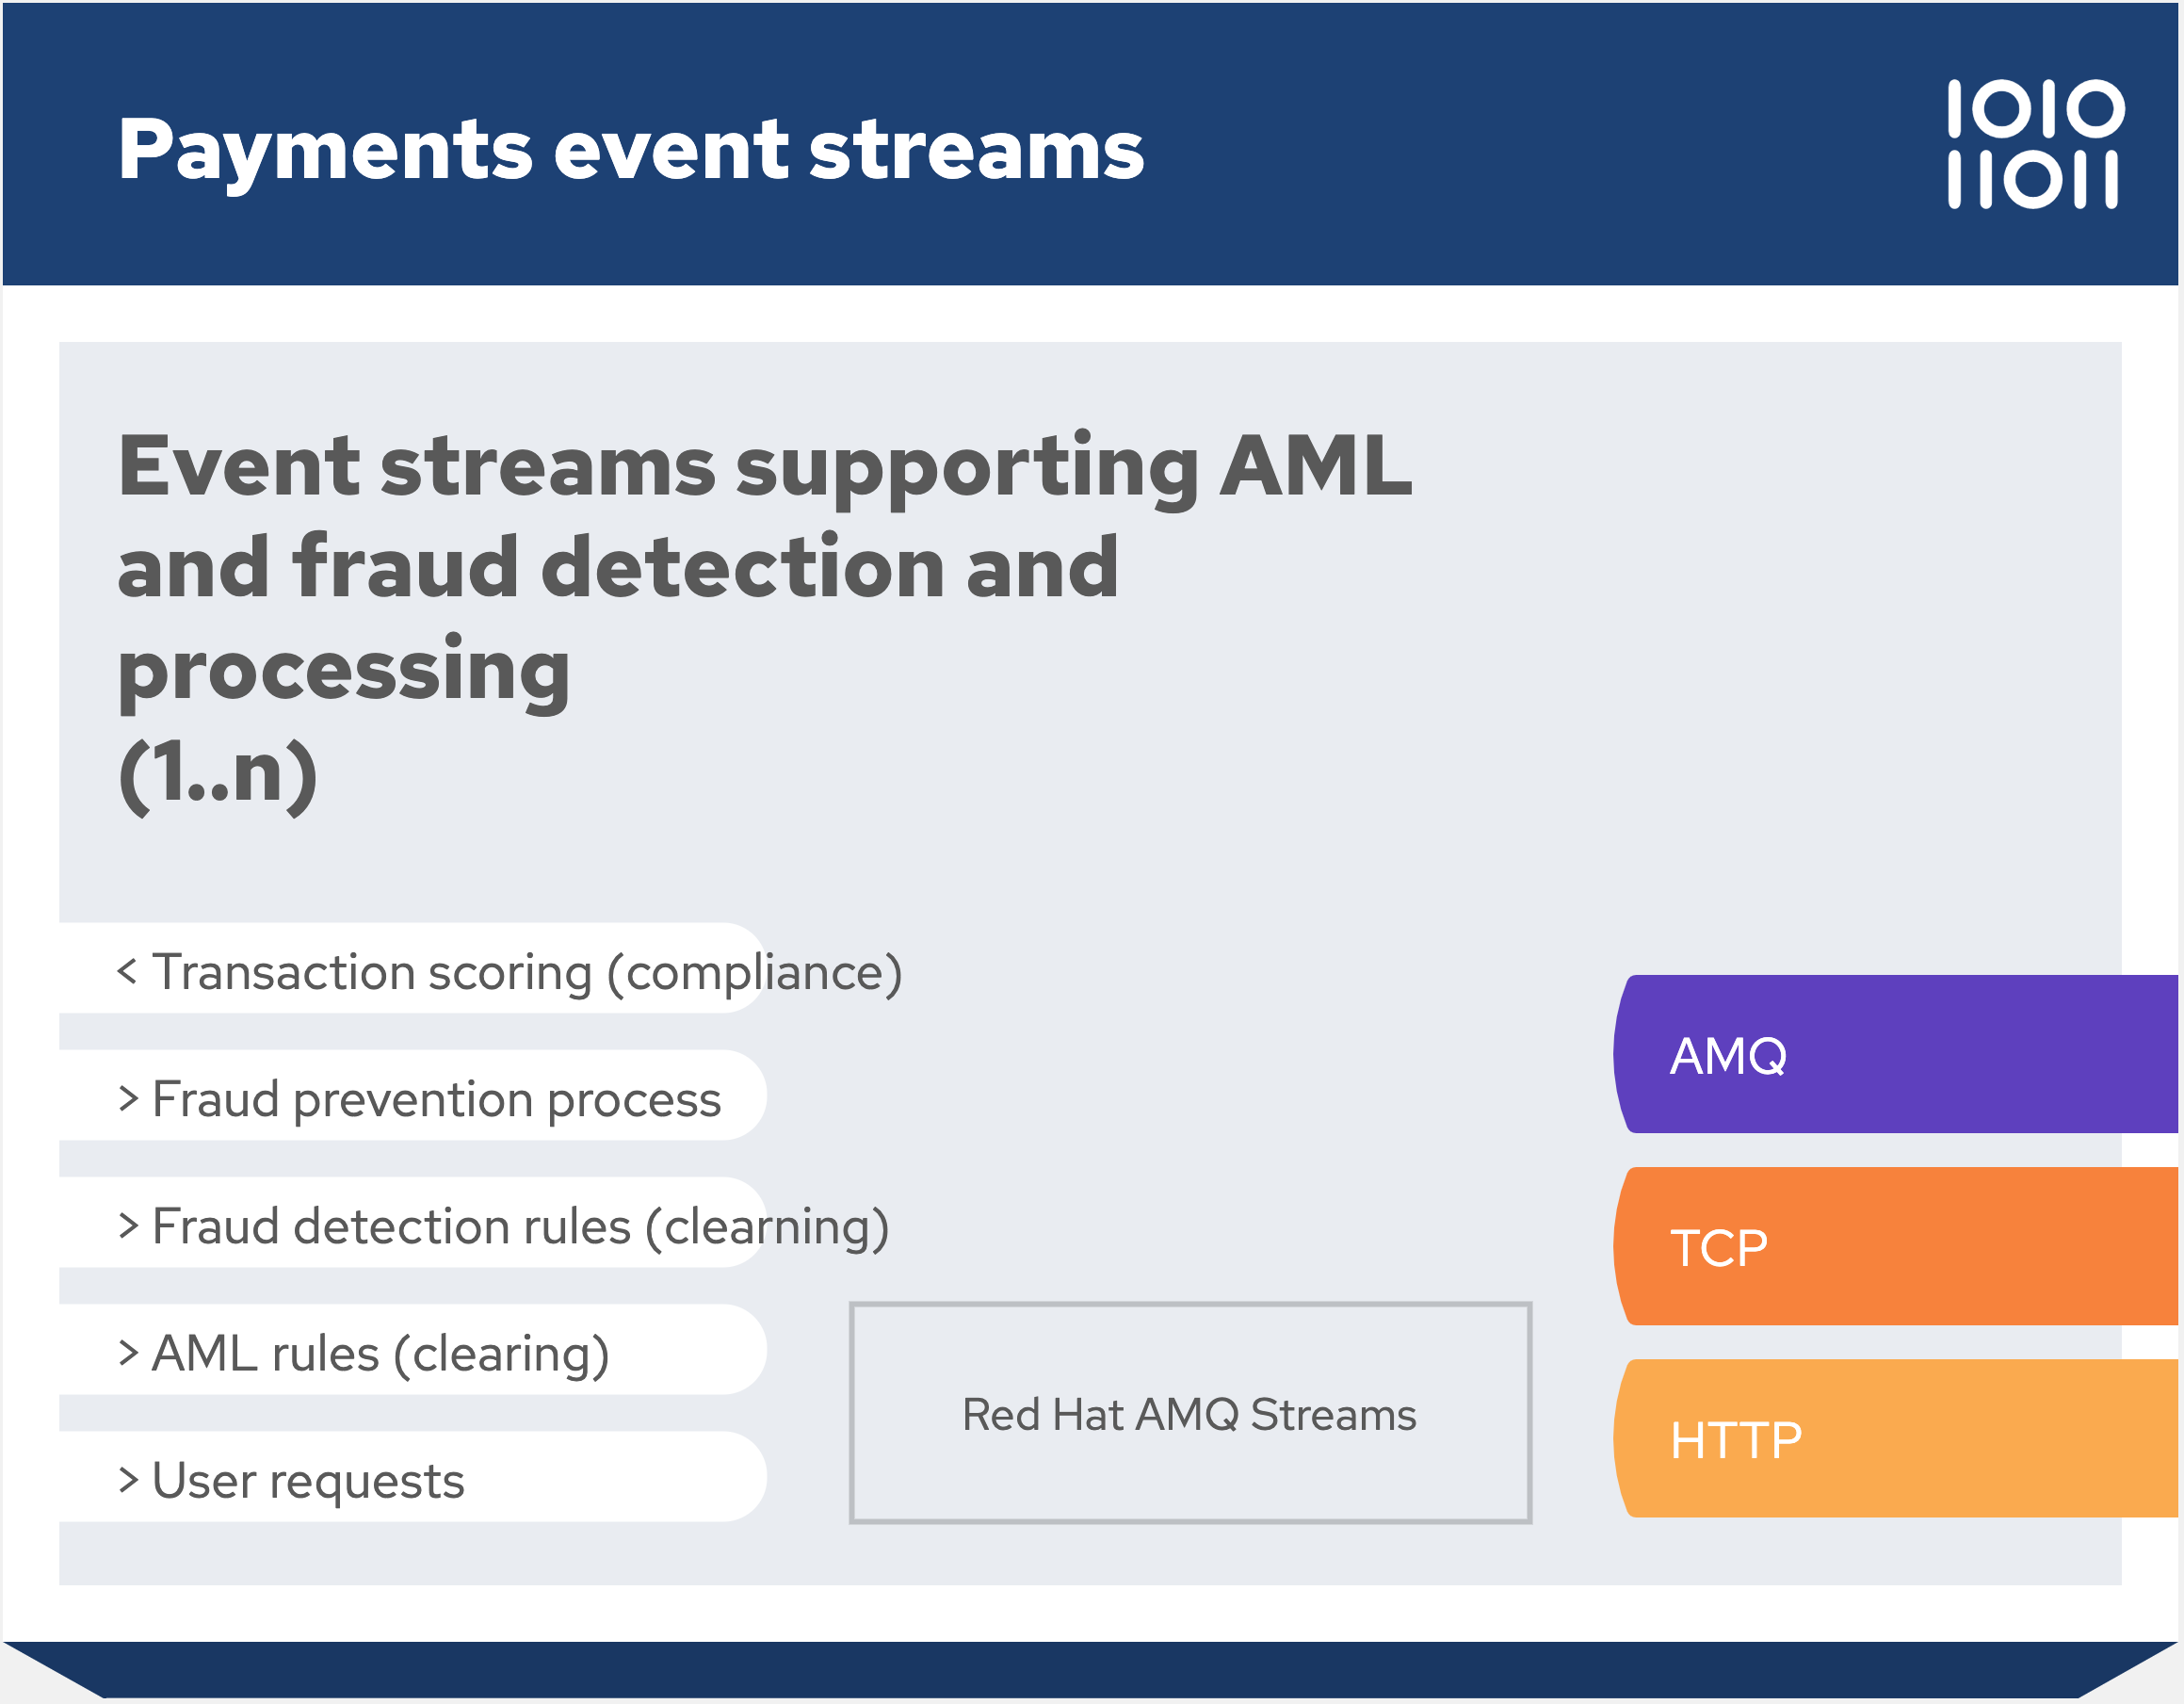 Payments event streams
1010
11011
Event streams supporting AML
and fraud detection and
processing
(1..n)
< Transaction scoring (compliance)
> Fraud prevention process
> Fraud detection rules (clearning)
> AML rules (clearing)
> User requests
Red Hat AMQ Streams
AMQ
TCP
HTTP